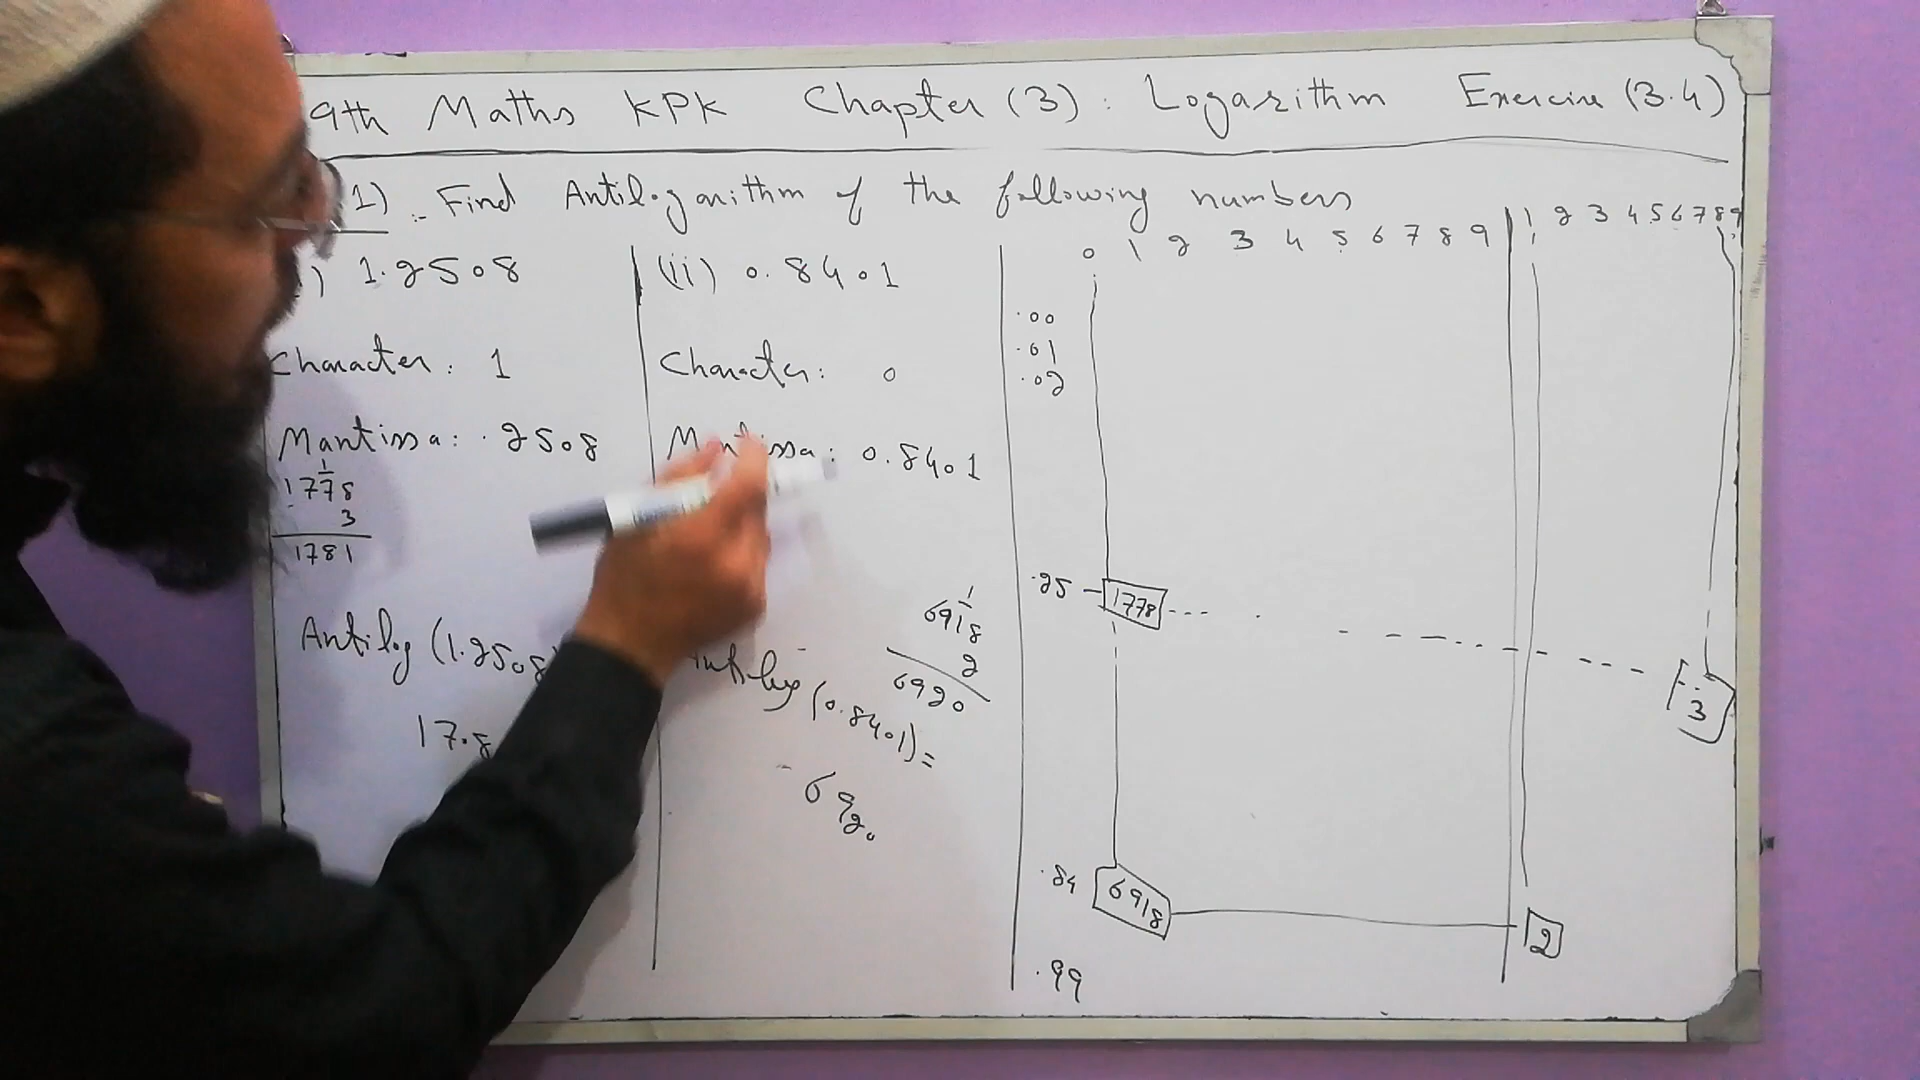 9th Maths KPK Chapter (3) : Logarithm Exercise (3.4)
1) :- Find Antilogarithm of the following numbers
) 1.2508
Character : 1
Mantissa : .2508
1
1778
3
1781
Antilog (1.2508
17.8
(ii) 0.8401
Character : 0
Mantissa : 0.8401
1
6918
2
6920
Antilog (0.8401) =
6920
0 1 2 3 4 5 6 7 8 9 1 2 3 4 5 6 7 8 9
.00
.01
.02
.25 1778
3
.84 6918 2
.99